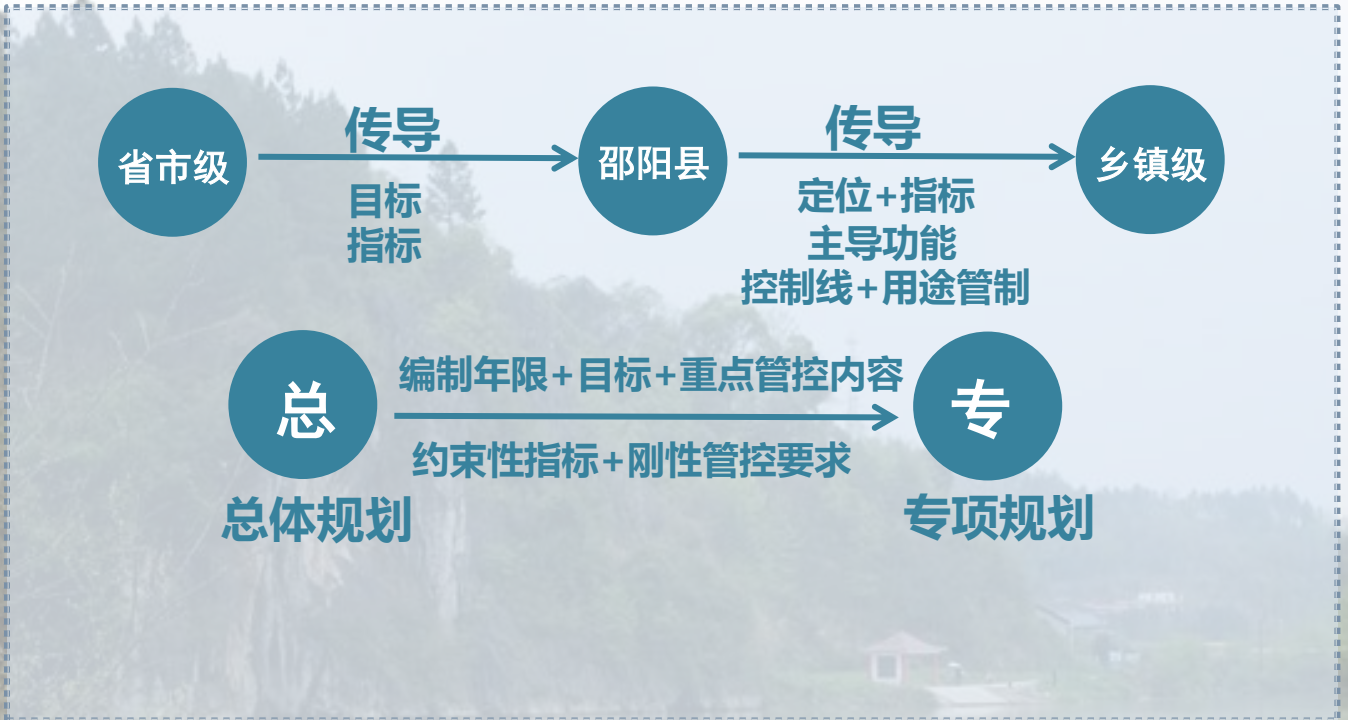 省市级
传导
目标
指标
邵阳县
传导
定位+指标
主导功能
控制线+用途管制
乡镇级
总
总体规划
编制年限+目标+重点管控内容
约束性指标+刚性管控要求
专
专项规划